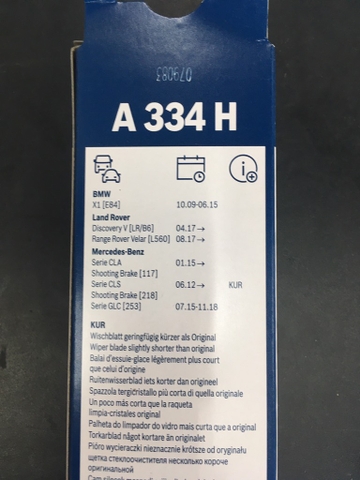 079083
A 334 H
BMW
X1 [E84] 10.09-06.15
Land Rover
Discovery V [LR/B6] 04.17→
Range Rover Velar [L560] 08.17→
Mercedes-Benz
Serie CLA 01.15→
Shooting Brake [117]
Serie CLS 06.12→ KUR
Shooting Brake [218]
Serie GLC [253] 07.15-11.18
KUR
Wischblatt geringfügig kürzer als Original
Wiper blade slightly shorter than original
Balai d'essuie-glace légèrement plus court
que celui d'origine
Ruitenwisserblad iets korter dan origineel
Spazzola tergicristallo più corta di quella originale
Un poco más corta que la raqueta
limpia-cristales original
Palheta do limpador do vidro mais curta que a original
Torkarblad något kortare än originalet
Pióro wycieraczki nieznacznie krótsze od oryginału
щетка стеклоочистителя несколько короче
оригинальной